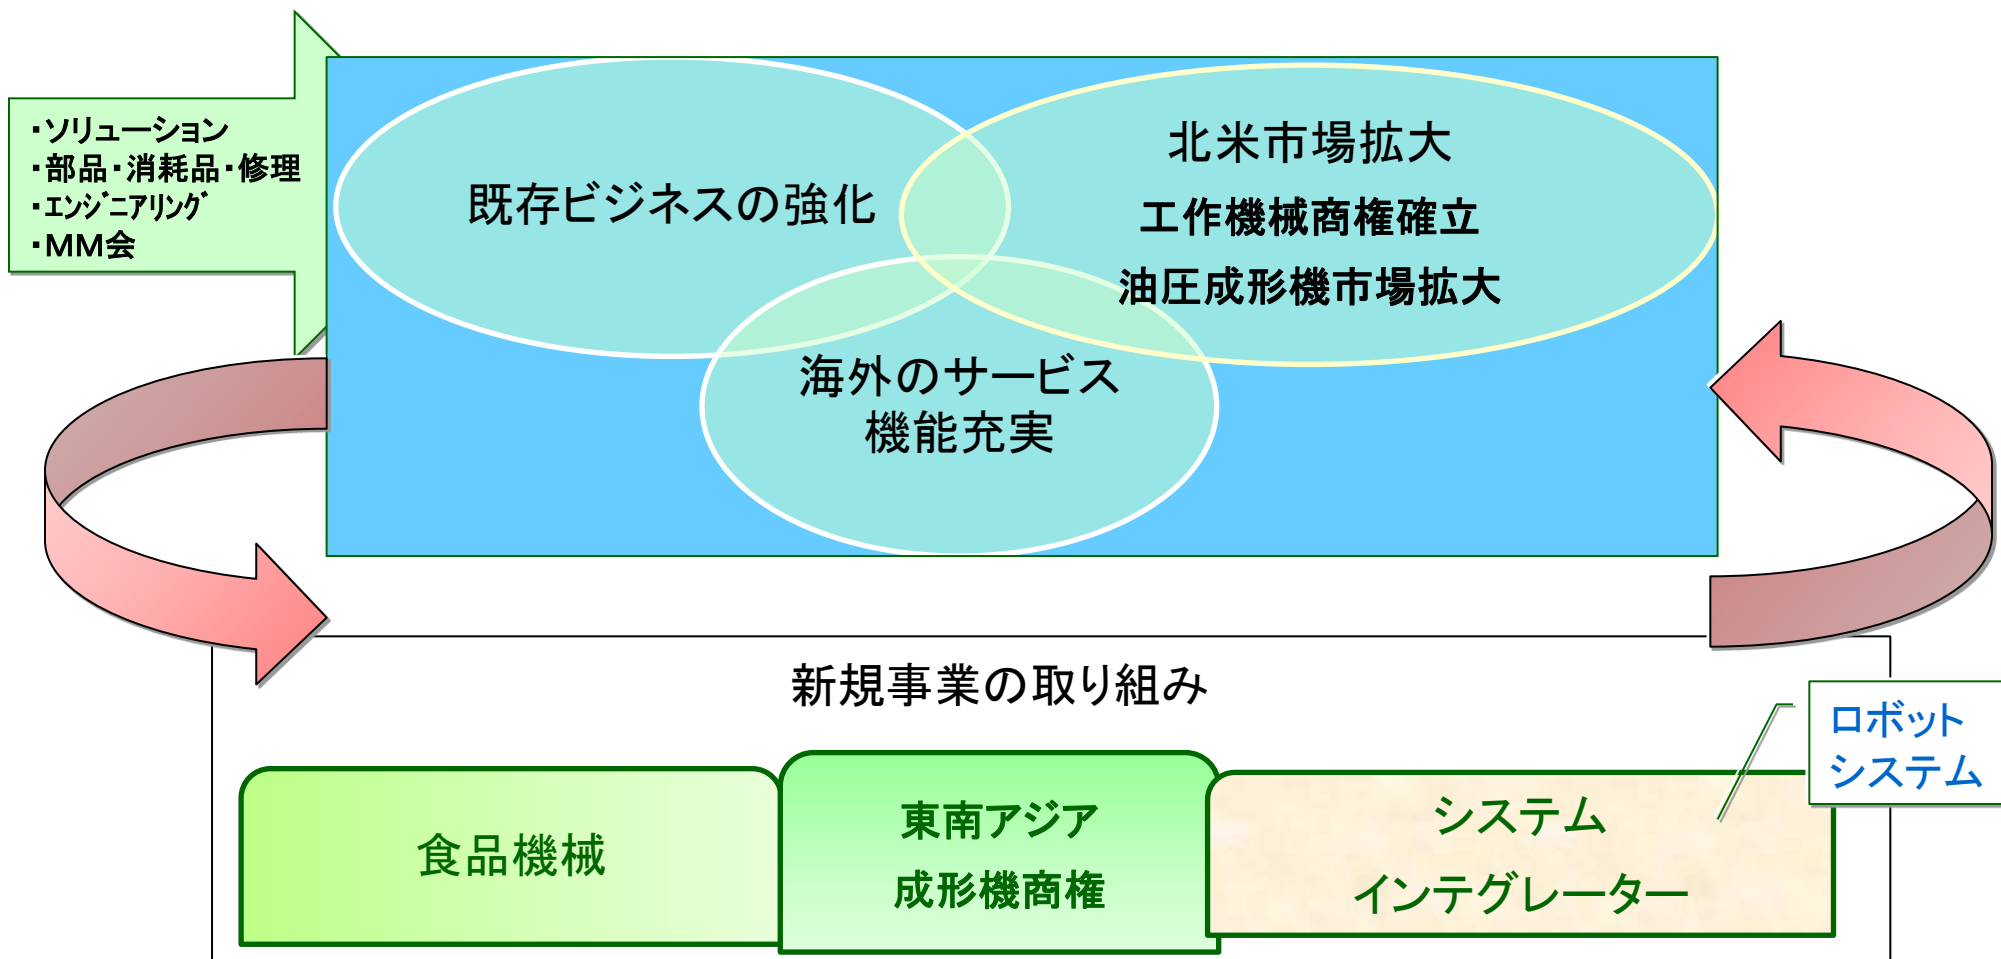 ・ソリューション
・部品・消耗品・修理
・ｴﾝｼﾞﾆｱﾘﾝｸﾞ
・ＭＭ会
既存ビジネスの強化
北米市場拡大
工作機械商権確立
油圧成形機市場拡大
海外のサービス
機能充実
新規事業の取り組み
ロボット
システム
食品機械
東南アジア
成形機商権
システム
インテグレーター